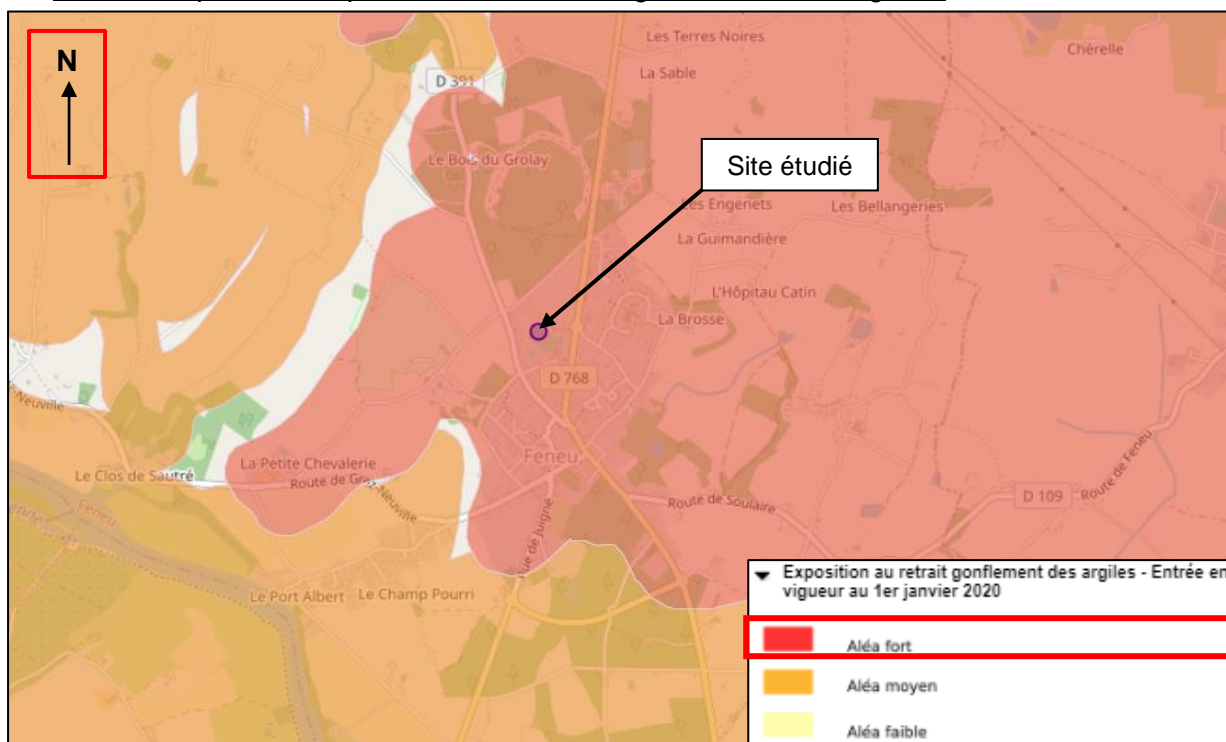 N
Les Terres Noires
Chérelle
La Sable
D 391
Site étudié
Le Bois du Grolay
Les Engenets
Les Bellangeries
La Guimandière
L'Hôpitau Catin
La Brosse
D 768
Neuville
Feneu
La Petite Chevalerie
Le Clos de Sautré
Route de Grez-Neuville
Route de Feneu
D 109
Route de Soulaire
Feneu
Rue de Juigné
Le Port Albert
Le Champ Pourri
Exposition au retrait gonflement des argiles - Entrée en
vigueur au 1er janvier 2020
Aléa fort
Aléa moyen
Aléa faible